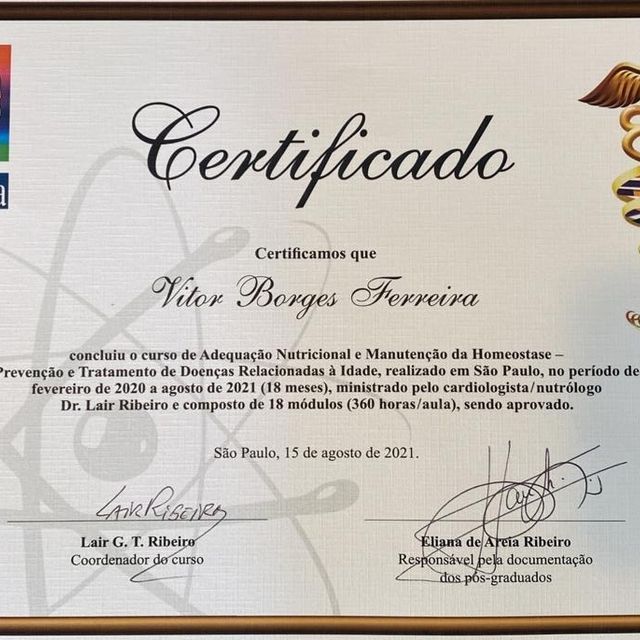 a
Certificado
Certificamos que
Vitor Borges Ferreira
concluiu o curso de Adequação Nutricional e Manutenção da Homeostase –
Prevenção e Tratamento de Doenças Relacionadas à Idade, realizado em São Paulo, no período de
fevereiro de 2020 a agosto de 2021 (18 meses), ministrado pelo cardiologista/nutrólogo
Dr. Lair Ribeiro e composto de 18 módulos (360 horas/aula), sendo aprovado.
São Paulo, 15 de agosto de 2021.
LAIR RIBEIRO
Lair G. T. Ribeiro
Coordenador do curso
Eliana de Areia Ribeiro
Responsável pela documentação
dos pós-graduados